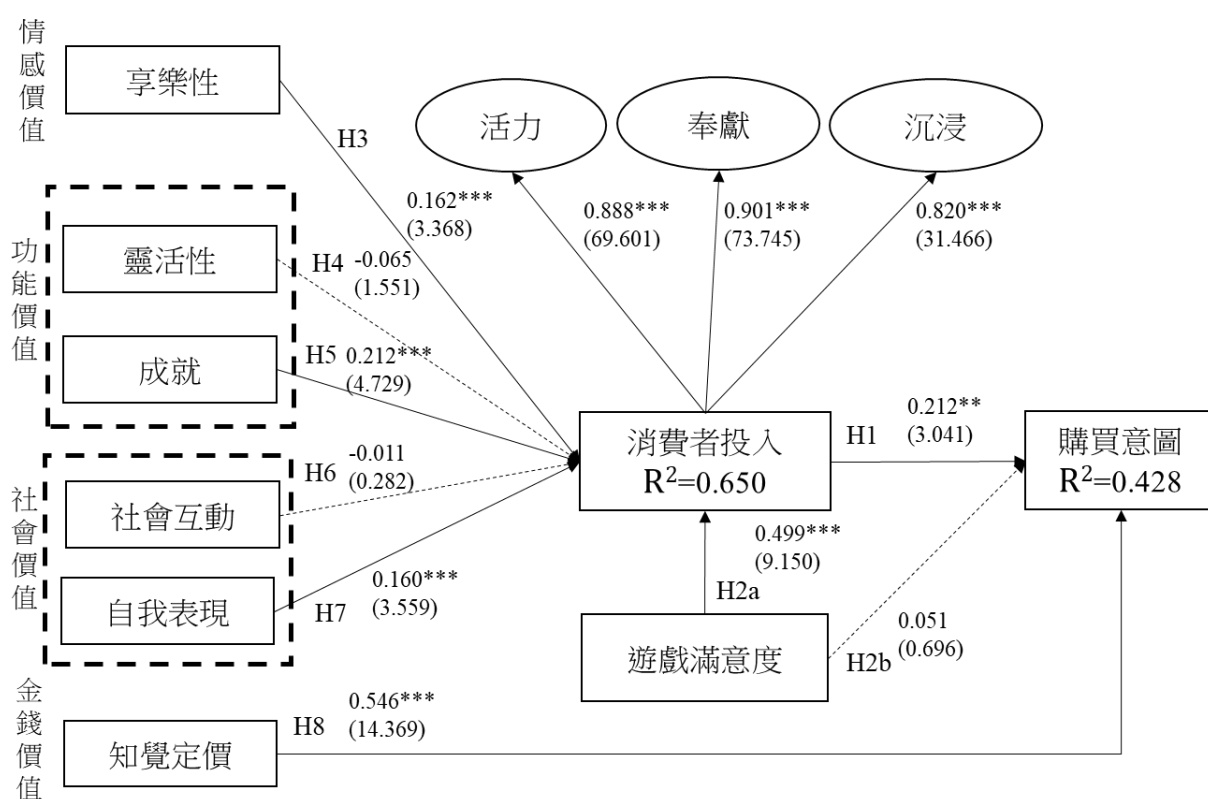 情感價值
享樂性
活力
奉獻
沉浸
H3
0.162***
(3.368)
0.888***
(69.601)
0.901***
(73.745)
0.820***
(31.466)
功能價值
靈活性
H4
-0.065
(1.551)
成就
H5
0.212***
(4.729)
消費者投入
R²=0.650
H1
0.212**
(3.041)
購買意圖
R²=0.428
社會價值
社會互動
H6
-0.011
(0.282)
自我表現
H7
0.160***
(3.559)
0.499***
(9.150)
H2a
遊戲滿意度
H2b
0.051
(0.696)
金錢價值
知覺定價
H8
0.546***
(14.369)